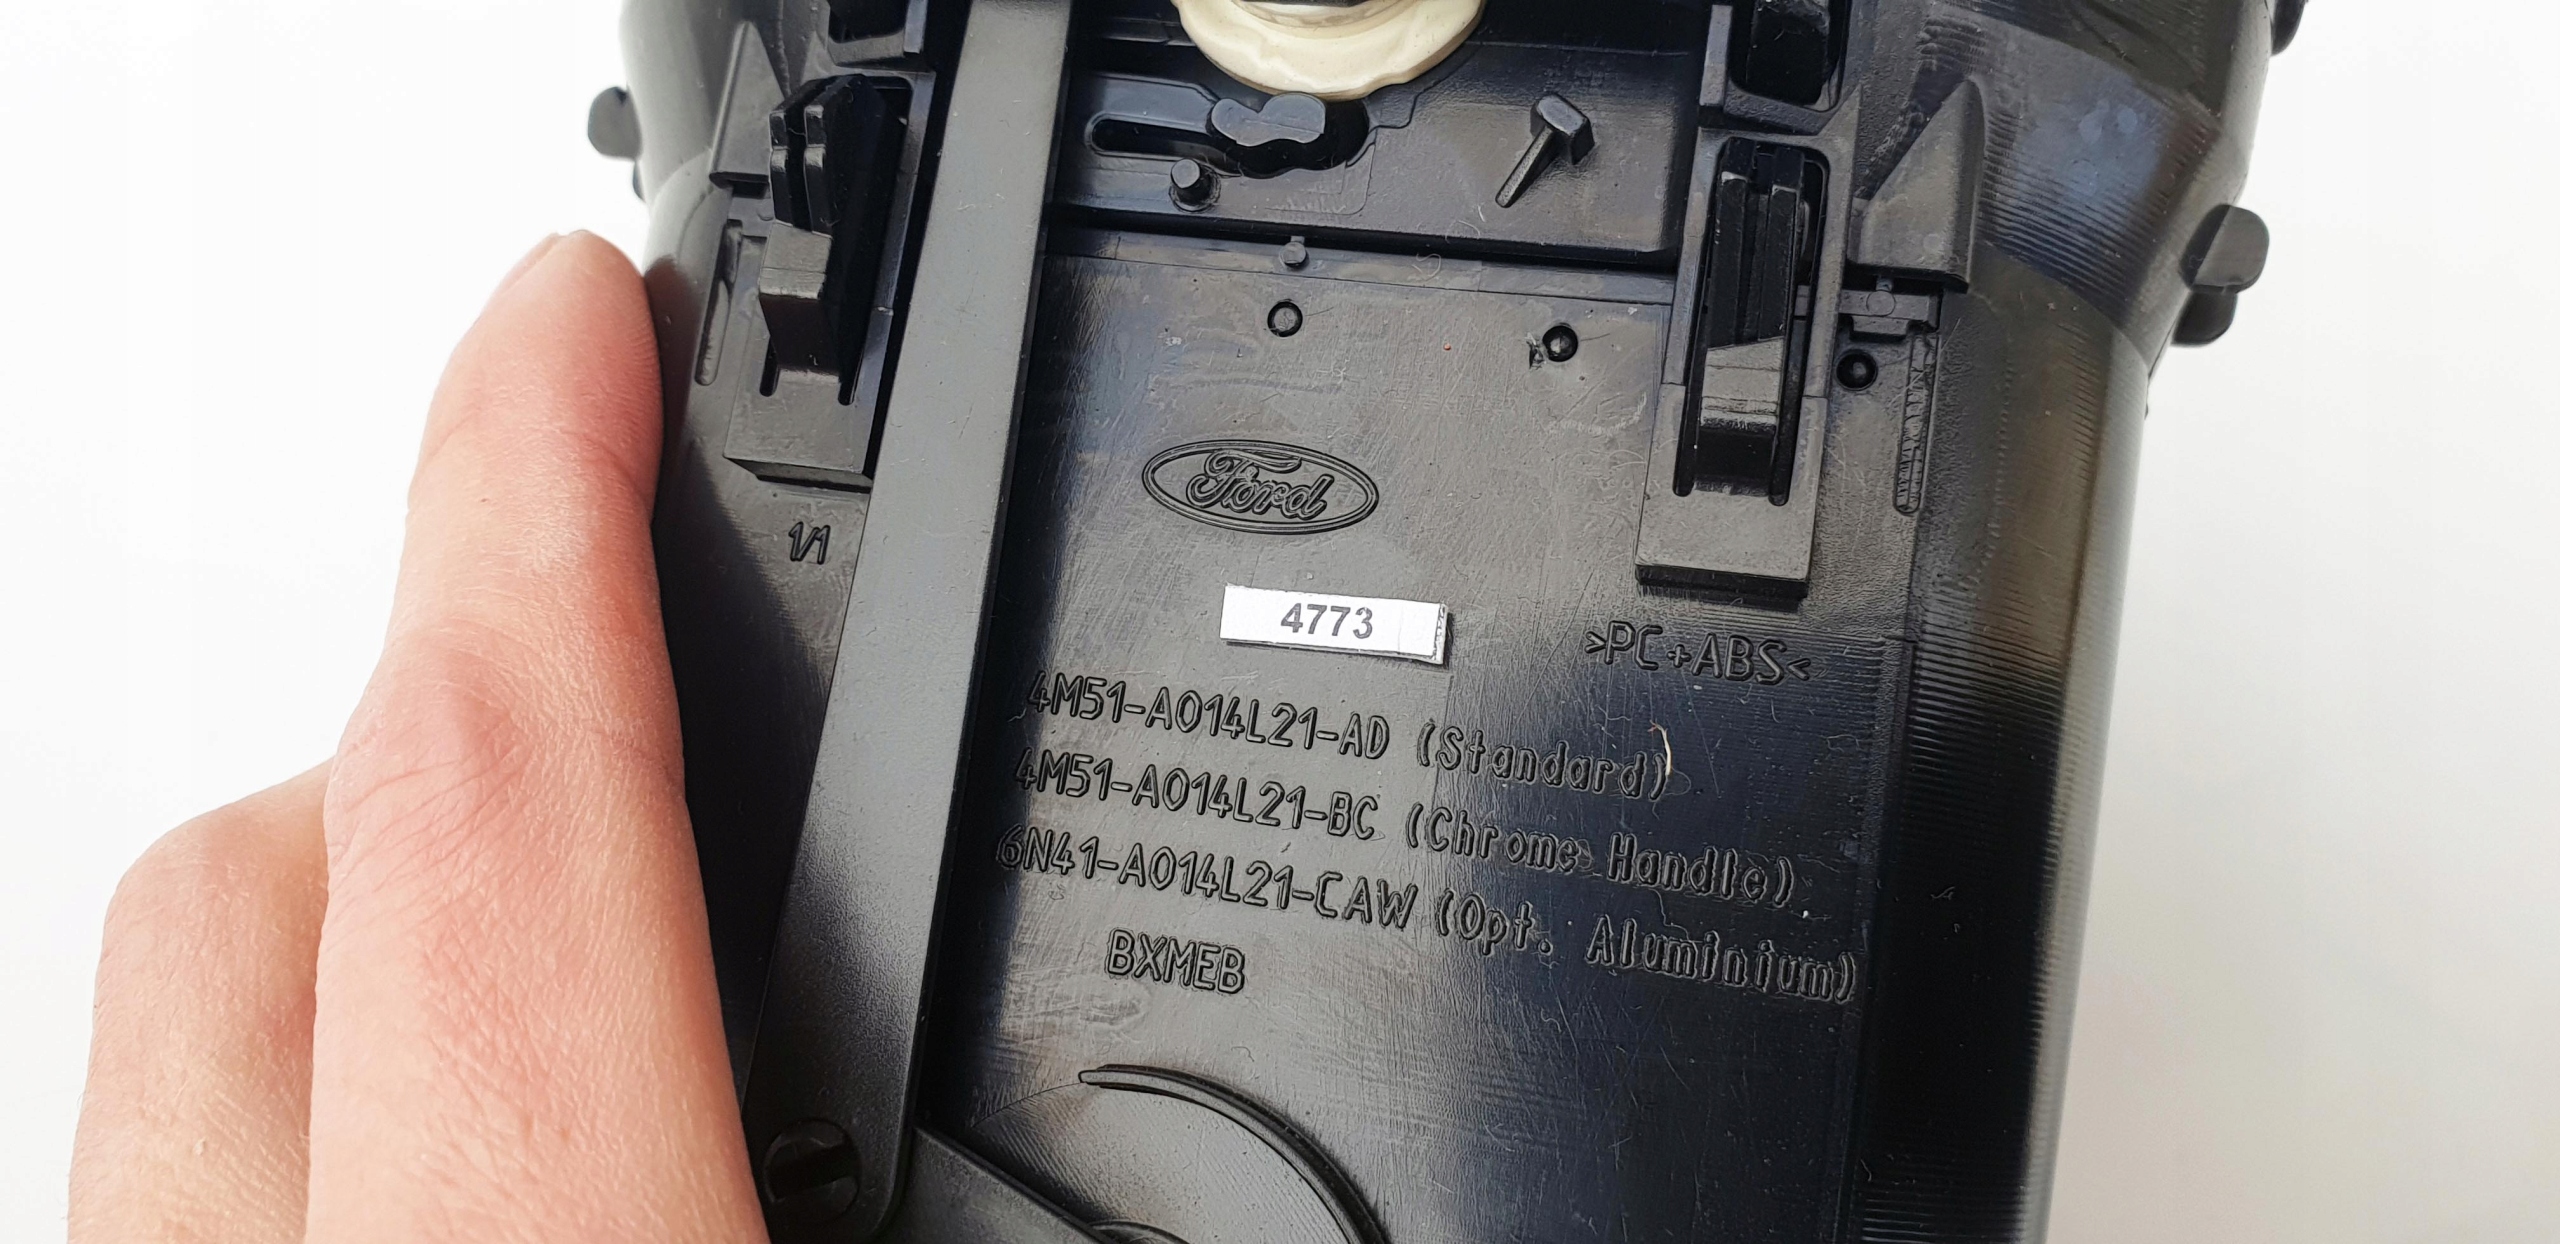 Ford
1/1
4773
>PC+ABS<
4M51-A014L21-AD (Standard)
4M51-A014L21-BC (Chrome Handle)
6N41-A014L21-CAW (Opt. Aluminium)
BXMEB